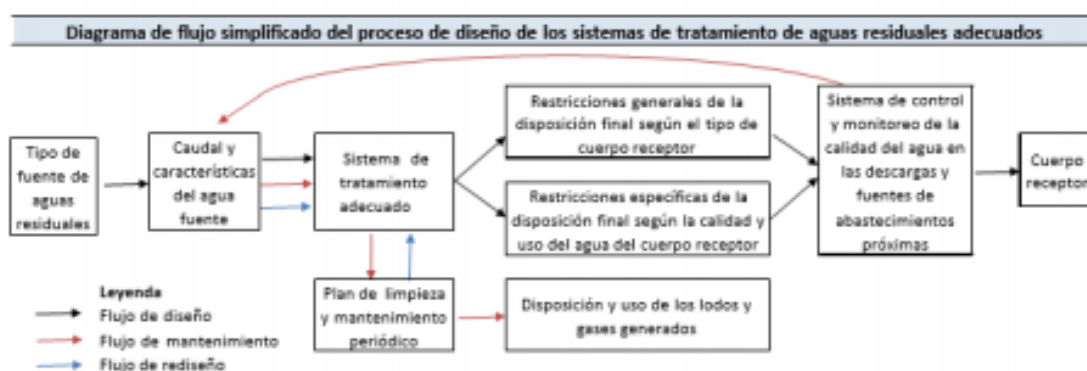 Diagrama de flujo simplificado del proceso de diseño de los sistemas de tratamiento de aguas residuales adecuados
Tipo de
fuente de
aguas
residuales
Caudal y
características
del agua
fuente
Sistema de
tratamiento
adecuado
Restricciones generales de la
disposición final según el tipo de
cuerpo receptor
Restricciones específicas de la
disposición final según la calidad y
uso del agua del cuerpo receptor
Sistema de control
y monitoreo de la
calidad del agua en
las descargas y
fuentes de
abastecimientos
próximas
Cuerpo
receptor
Plan de limpieza
y mantenimiento
periódico
Disposición y uso de los lodos y
gases generados
Leyenda
Flujo de diseño
Flujo de mantenimiento
Flujo de rediseño